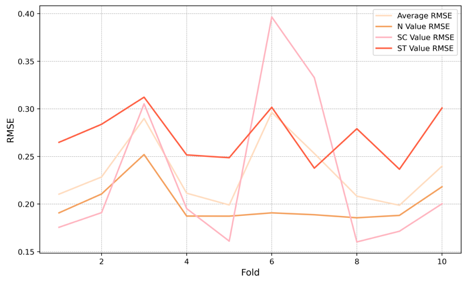 0.40
0.35
0.30
0.25
0.20
0.15
RMSE
2 4 6 8 10
Fold
Average RMSE
N Value RMSE
SC Value RMSE
ST Value RMSE